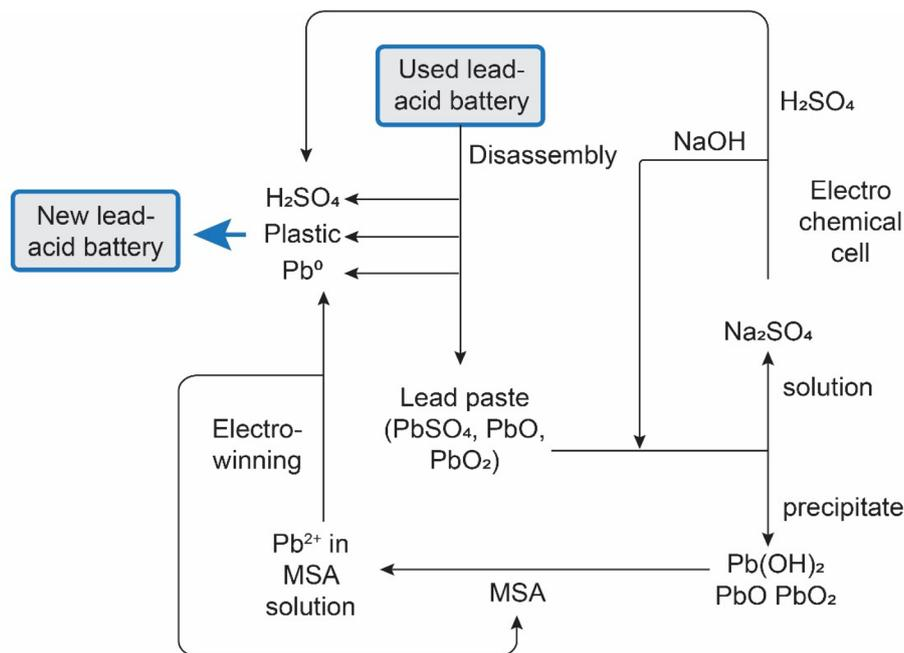 Used lead-
acid battery
H₂SO₄
NaOH
Disassembly
Electro
chemical
cell
H₂SO₄
Plastic
Pb⁰
New lead-
acid battery
Na₂SO₄
solution
Lead paste
(PbSO₄, PbO,
PbO₂)
Electro-
winning
precipitate
Pb²⁺ in
MSA
solution
MSA
Pb(OH)₂
PbO PbO₂